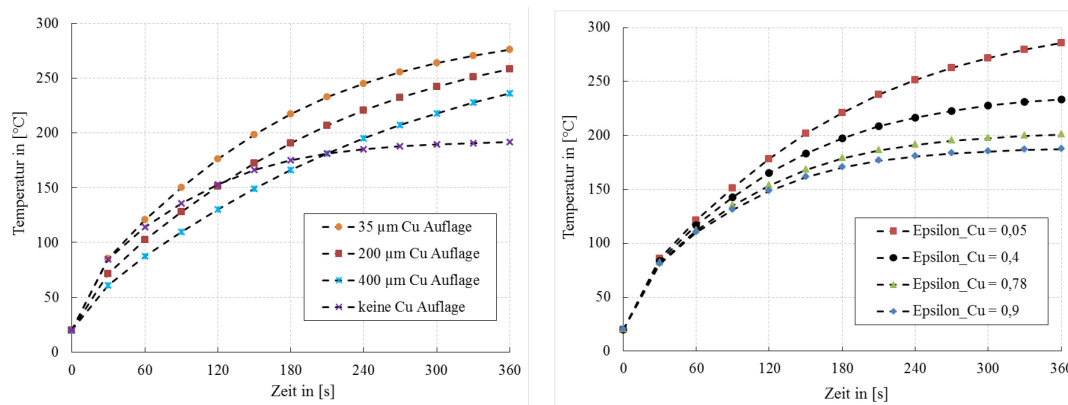 300
250
200
150
100
50
0
Temperatur in [°C]
0 60 120 180 240 300 360
Zeit in [s]
35 µm Cu Auflage
200 µm Cu Auflage
400 µm Cu Auflage
keine Cu Auflage
300
250
200
150
100
50
0
Temperatur in [°C]
0 60 120 180 240 300 360
Zeit in [s]
Epsilon_Cu = 0,05
Epsilon_Cu = 0,4
Epsilon_Cu = 0,78
Epsilon_Cu = 0,9